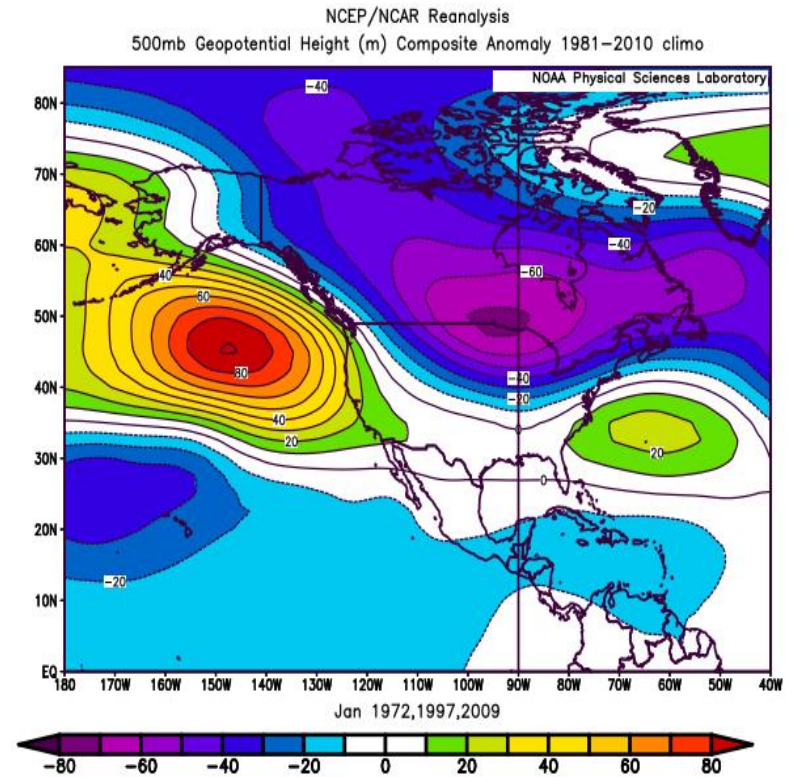 NCEP/NCAR Reanalysis
500mb Geopotential Height (m) Composite Anomaly 1981-2010 climo
NOAA Physical Sciences Laboratory
-40
80N
70N
-20
-40
60N
40
-60
60
50N
80
-40
40N
-20
40
0
20
20
30N
0
20N
-20
10N
EQ
180 170W 160W 150W 140W 130W 120W 110W 100W 90W 80W 70W 60W 50W 40W
Jan 1972,1997,2009
-80 -60 -40 -20 0 20 40 60 80